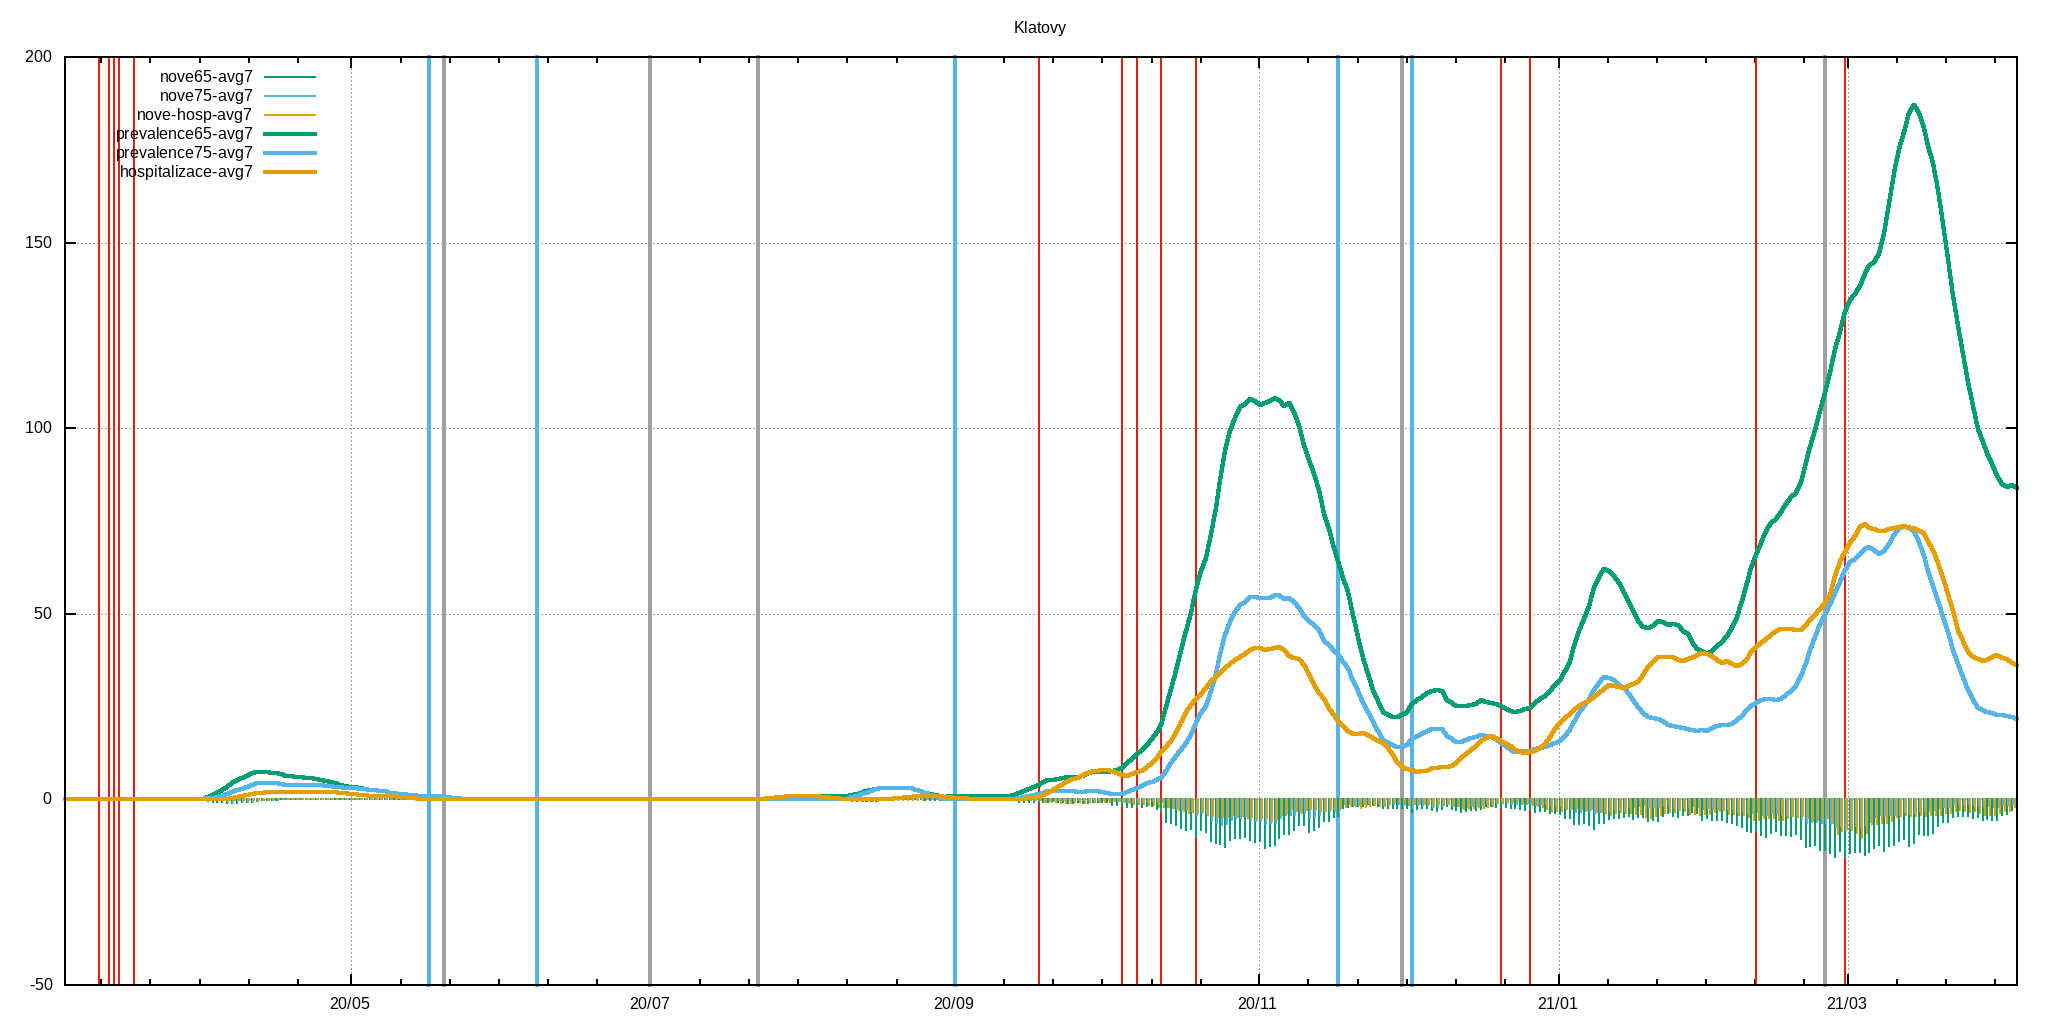 Klatovy
200
150
100
50
0
-50
nove65-avg7
nove75-avg7
nove-hosp-avg7
prevalence65-avg7
prevalence75-avg7
hospitalizace-avg7
20/05 20/07 20/09 20/11 21/01 21/03